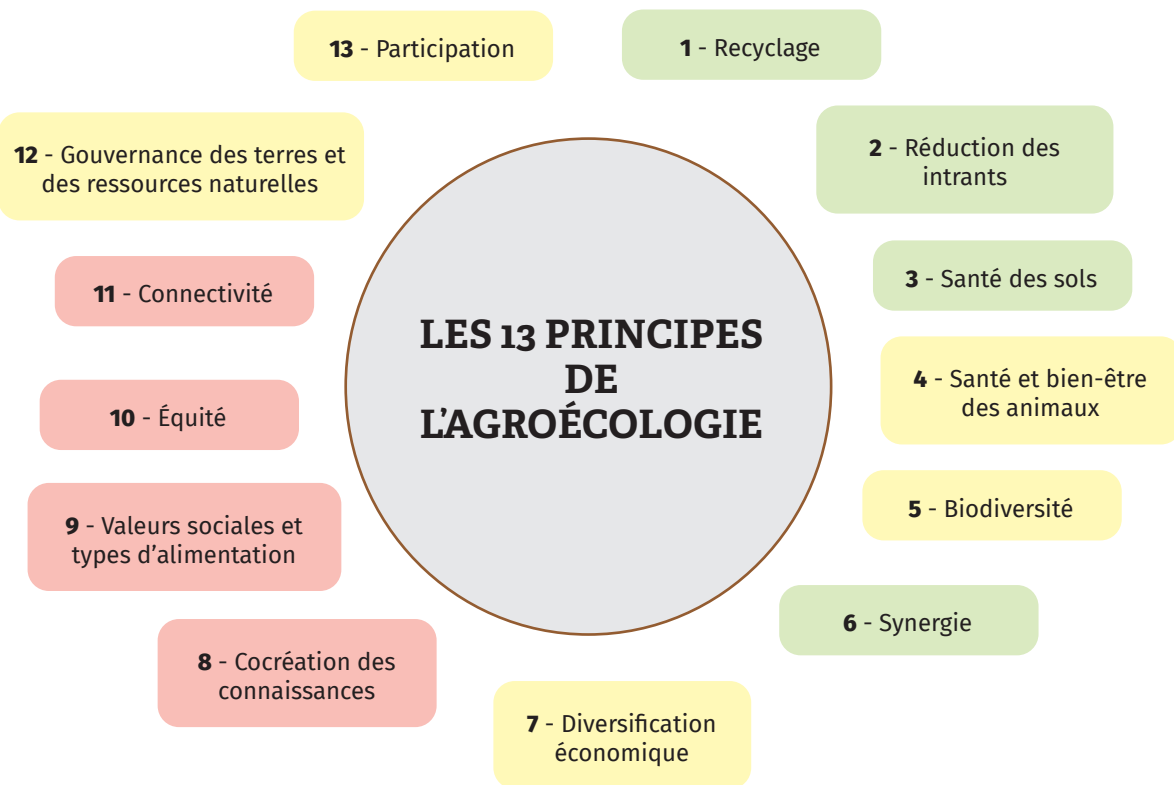 LES 13 PRINCIPES
DE
L’AGROÉCOLOGIE
1 - Recyclage
2 - Réduction des
intrants
3 - Santé des sols
4 - Santé et bien-être
des animaux
5 - Biodiversité
6 - Synergie
7 - Diversification
économique
8 - Cocréation des
connaissances
9 - Valeurs sociales et
types d’alimentation
10 - Équité
11 - Connectivité
12 - Gouvernance des terres et
des ressources naturelles
13 - Participation